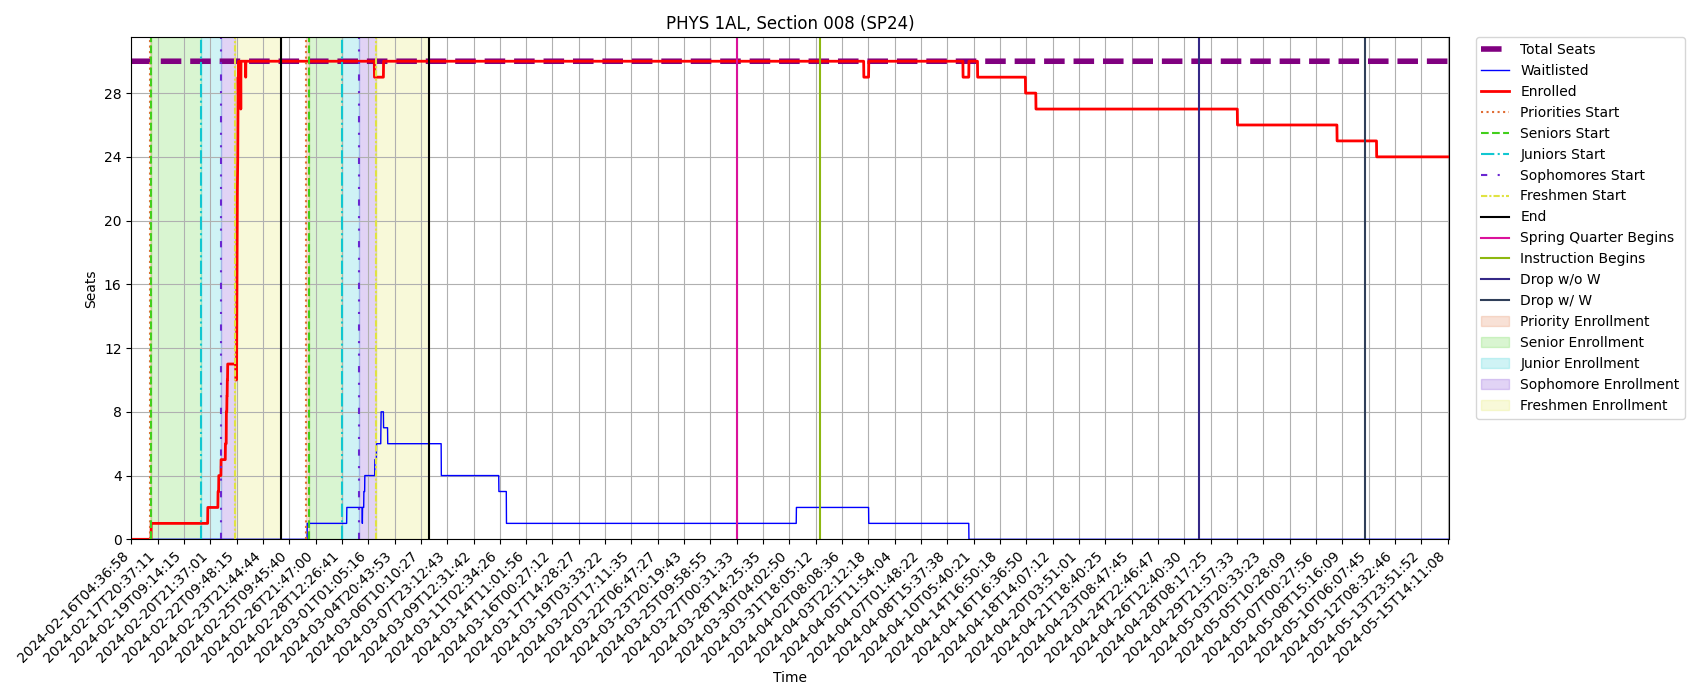 PHYS 1AL, Section 008 (SP24)
Total Seats
Waitlisted
Enrolled
Priorities Start
Seniors Start
Juniors Start
Sophomores Start
Freshmen Start
End
Spring Quarter Begins
Instruction Begins
Drop w/o W
Drop w/ W
Priority Enrollment
Senior Enrollment
Junior Enrollment
Sophomore Enrollment
Freshmen Enrollment
Seats
28
24
20
16
12
8
4
0
2024-02-16T04:36:58
2024-02-17T20:37:11
2024-02-19T09:14:15
2024-02-20T21:37:01
2024-02-22T09:48:15
2024-02-23T21:44:44
2024-02-25T09:45:40
2024-02-26T21:47:00
2024-02-28T12:26:41
2024-03-01T01:05:16
2024-03-04T20:43:53
2024-03-06T10:10:27
2024-03-07T23:12:43
2024-03-09T12:31:42
2024-03-11T02:34:26
2024-03-14T11:01:56
2024-03-16T00:27:12
2024-03-17T14:28:27
2024-03-19T03:33:22
2024-03-20T17:11:35
2024-03-22T06:47:27
2024-03-23T20:19:43
2024-03-25T09:58:55
2024-03-27T00:31:33
2024-03-28T14:25:35
2024-03-30T04:02:50
2024-03-31T18:05:12
2024-04-02T08:08:36
2024-04-03T22:12:18
2024-04-05T11:54:04
2024-04-07T01:48:22
2024-04-08T15:37:38
2024-04-10T05:40:21
2024-04-14T16:50:18
2024-04-16T16:36:50
2024-04-18T14:07:12
2024-04-20T03:51:01
2024-04-21T18:40:25
2024-04-23T08:47:45
2024-04-24T22:46:47
2024-04-26T12:40:30
2024-04-28T08:17:25
2024-04-29T21:57:33
2024-05-03T20:33:23
2024-05-05T10:28:09
2024-05-07T00:27:56
2024-05-08T15:16:09
2024-05-10T06:07:45
2024-05-12T08:32:46
2024-05-13T23:51:52
2024-05-15T14:11:08
Time